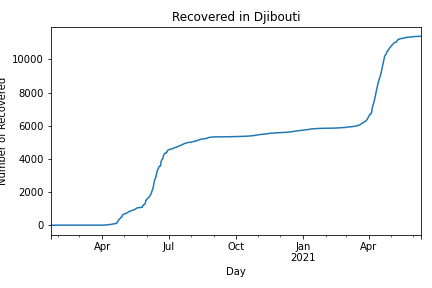 Recovered in Djibouti
Number of Recovered
10000
8000
6000
4000
2000
0
Apr
Jul
Oct
Jan
2021
Apr
Day